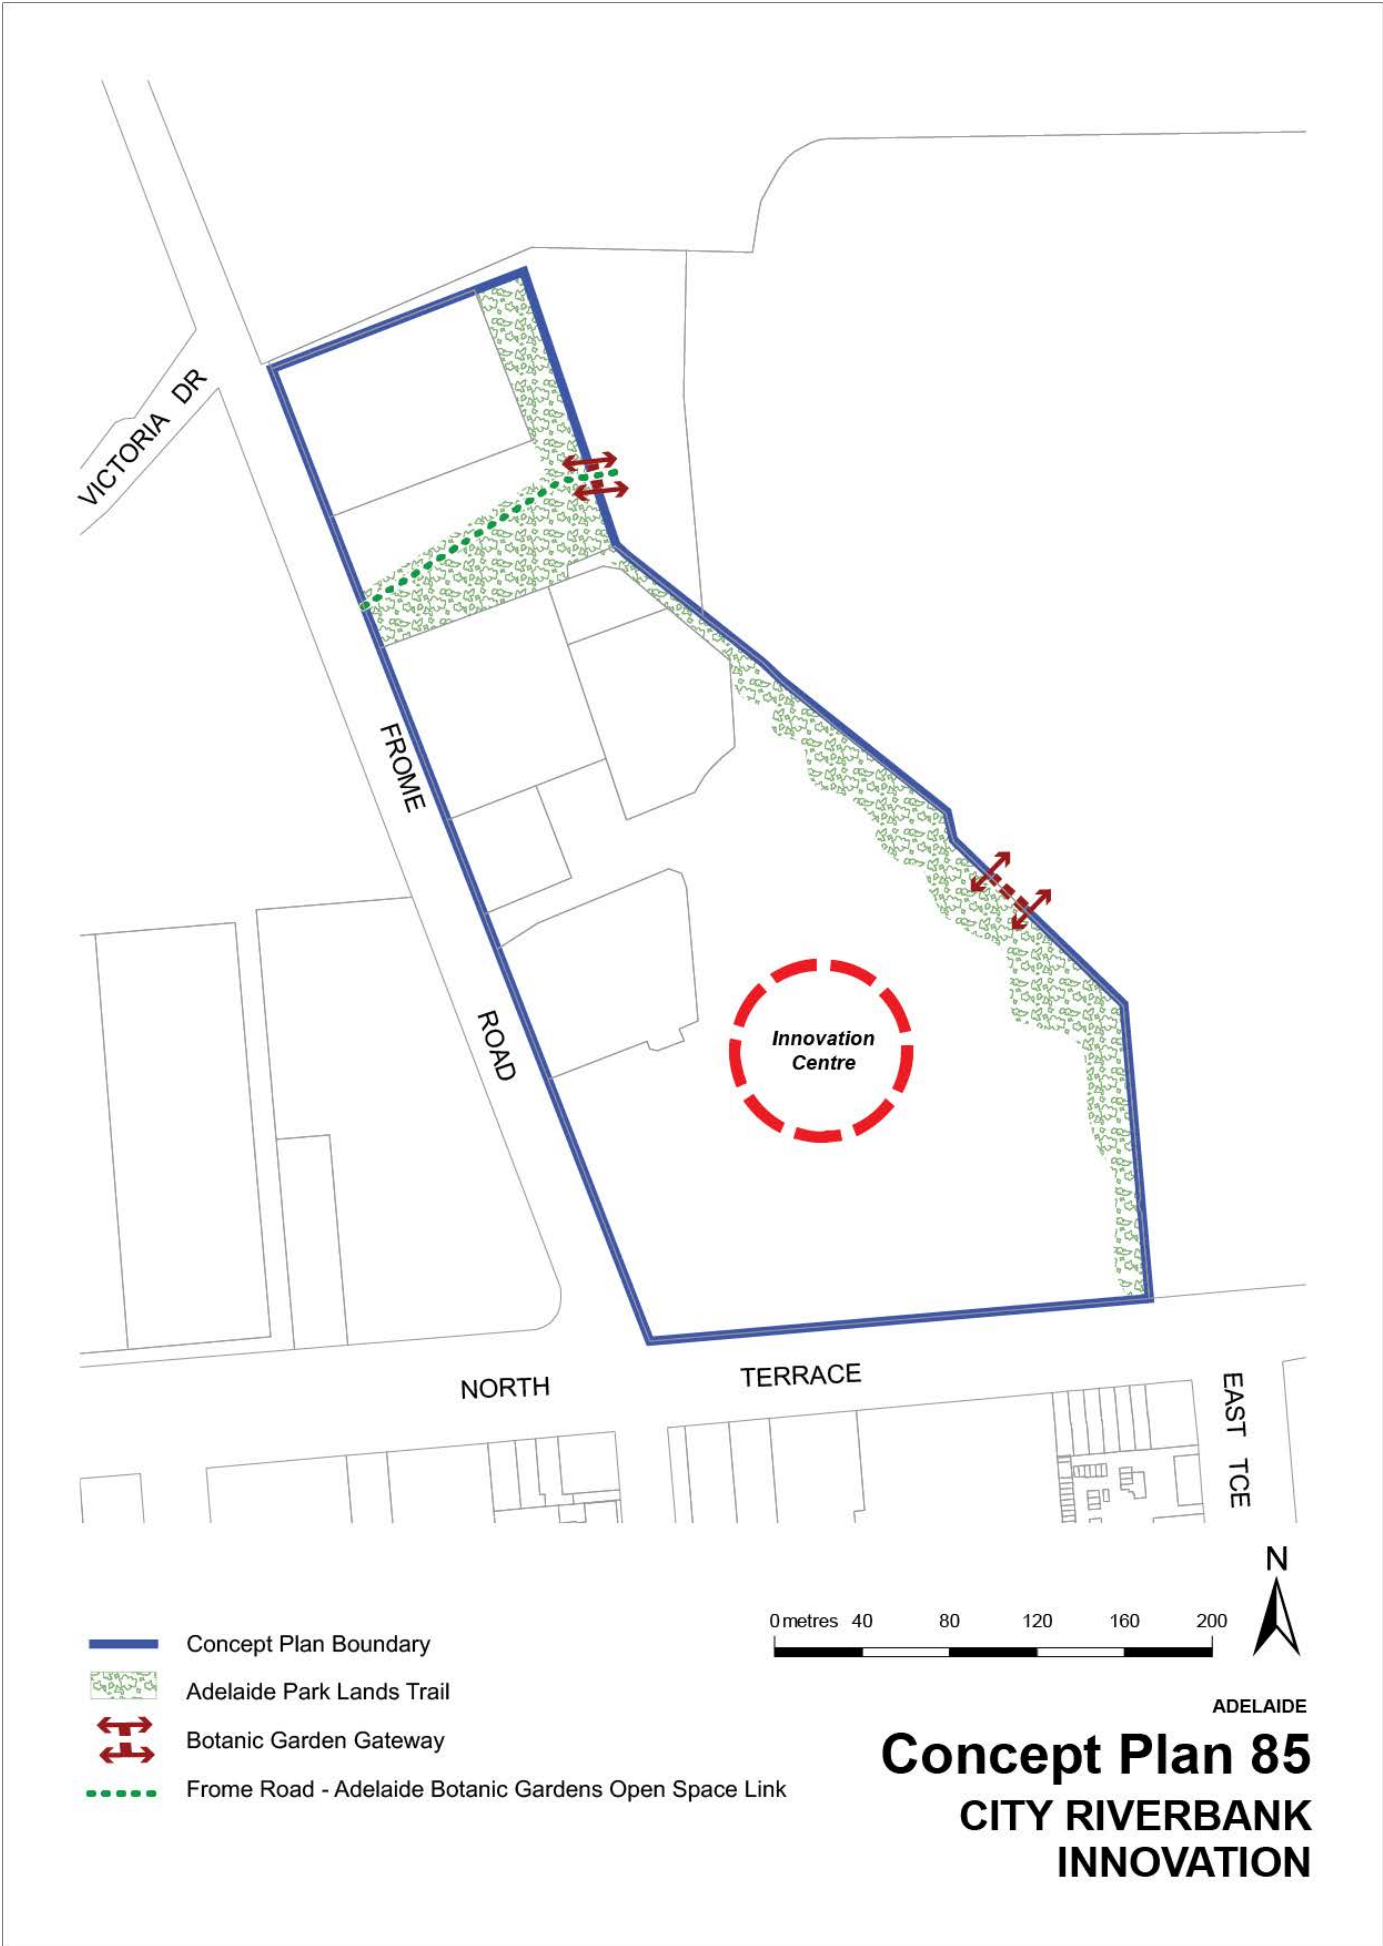 VICTORIA DR
FROME
ROAD
Innovation
Centre
NORTH
TERRACE
EAST TCE
N
0 metres 40 80 120 160 200
Concept Plan Boundary
Adelaide Park Lands Trail
Botanic Garden Gateway
Frome Road - Adelaide Botanic Gardens Open Space Link
ADELAIDE
Concept Plan 85
CITY RIVERBANK
INNOVATION